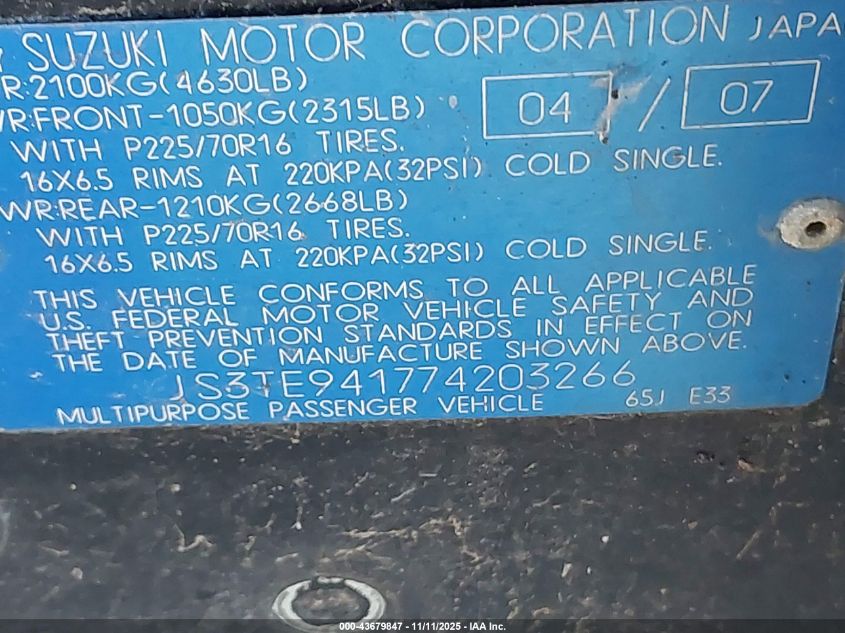 SUZUKI MOTOR CORPORATION JAPA
R:2100KG(4630LB)
04 / 07
VR:FRONT-1050KG(2315LB)
WITH P225/70R16 TIRES.
16X6.5 RIMS AT 220KPA(32PSI) COLD SINGLE.
WR:REAR-1210KG(2668LB)
WITH P225/70R16 TIRES.
16X6.5 RIMS AT 220KPA(32PSI) COLD SINGLE.
THIS VEHICLE CONFORMS TO ALL APPLICABLE
U.S. FEDERAL MOTOR VEHICLE SAFETY AND
THEFT PREVENTION STANDARDS IN EFFECT ON
THE DATE OF MANUFACTURE SHOWN ABOVE.
JS3TE941774203266
MULTIPURPOSE PASSENGER VEHICLE 65J E33
000-43679847 - 11/11/2025 - IAA Inc.